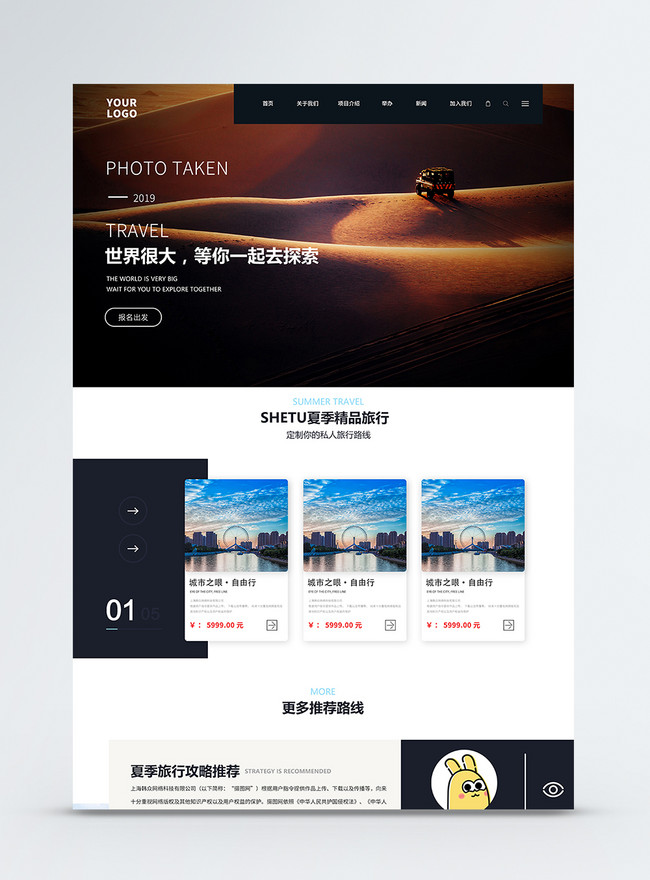 YOUR
LOGO
首页 关于我们 项目介绍 举办 新闻 加入我们
PHOTO TAKEN
2019
TRAVEL
世界很大，等你一起去探索
THE WORLD IS VERY BIG
WAIT FOR YOU TO EXPLORE TOGETHER
报名出发
SUMMER TRAVEL
SHETU夏季精品旅行
定制你的私人旅行路线
01 05
城市之眼·自由行
EYE OF THE CITY, FREE LINE
￥： 5999.00 元
城市之眼·自由行
EYE OF THE CITY, FREE LINE
￥： 5999.00 元
城市之眼·自由行
EYE OF THE CITY, FREE LINE
￥： 5999.00 元
MORE
更多推荐路线
夏季旅行攻略推荐 STRATEGY IS RECOMMENDED
上海韩众网络科技有限公司（以下简称：“摄图网”）根据用户指令提供作品上传、下载以及传播等，向来
十分重视网络版权及其他知识产权以及用户权益的保护。摄图网依照《中华人民共和国侵权法》、《中华人